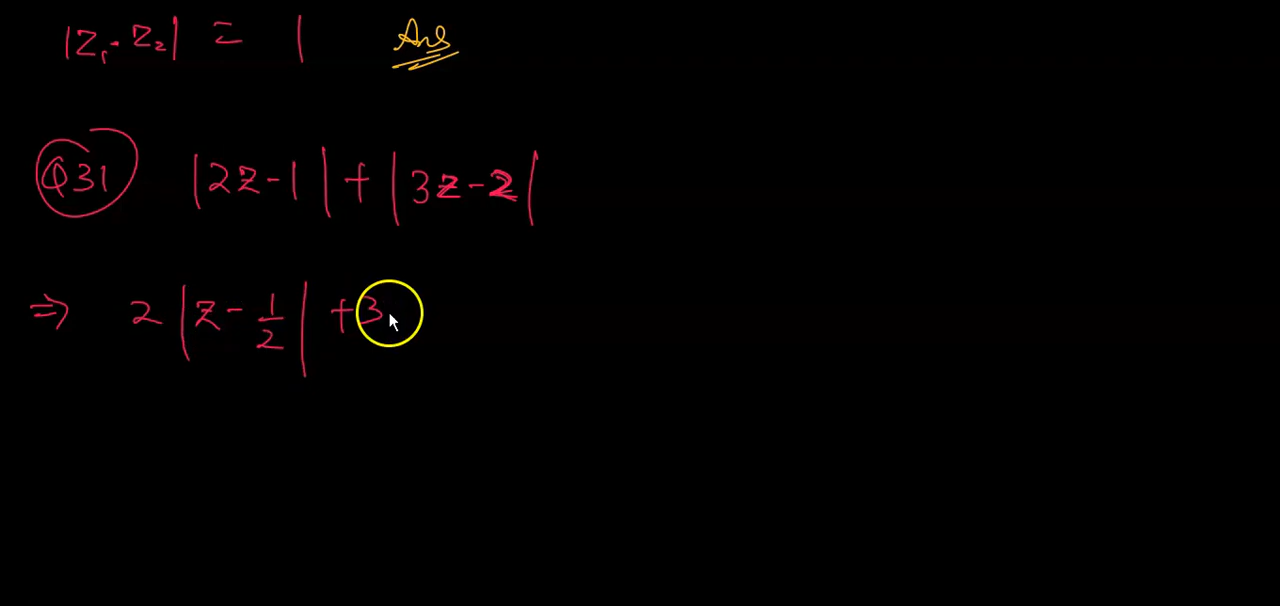 |Z₁ - Z₂| = 1 Ans
Q31 |2z-1| + |3z-2|
⇒ 2|z - 1/2| + 3